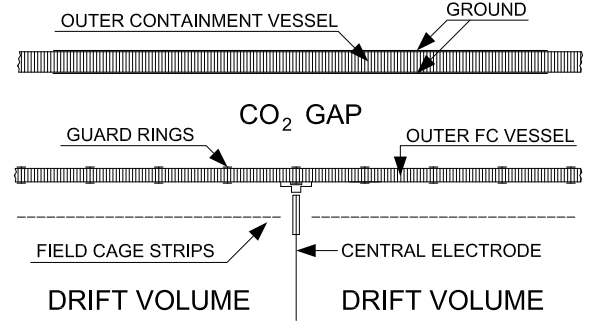 GROUND
OUTER CONTAINMENT VESSEL
CO₂ GAP
GUARD RINGS
OUTER FC VESSEL
FIELD CAGE STRIPS
CENTRAL ELECTRODE
DRIFT VOLUME
DRIFT VOLUME